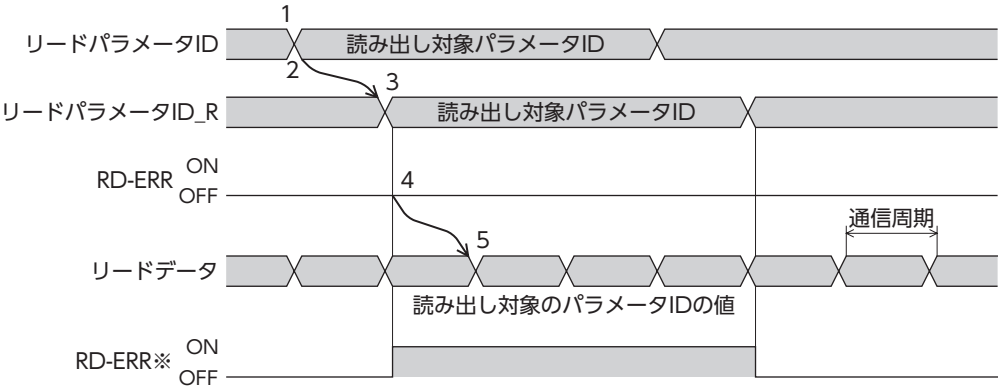 1
リードパラメータID 読み出し対象パラメータID
2
3
リードパラメータID_R 読み出し対象パラメータID
RD-ERR ON
OFF
4
通信周期
5
リードデータ
読み出し対象のパラメータIDの値
RD-ERR※ ON
OFF